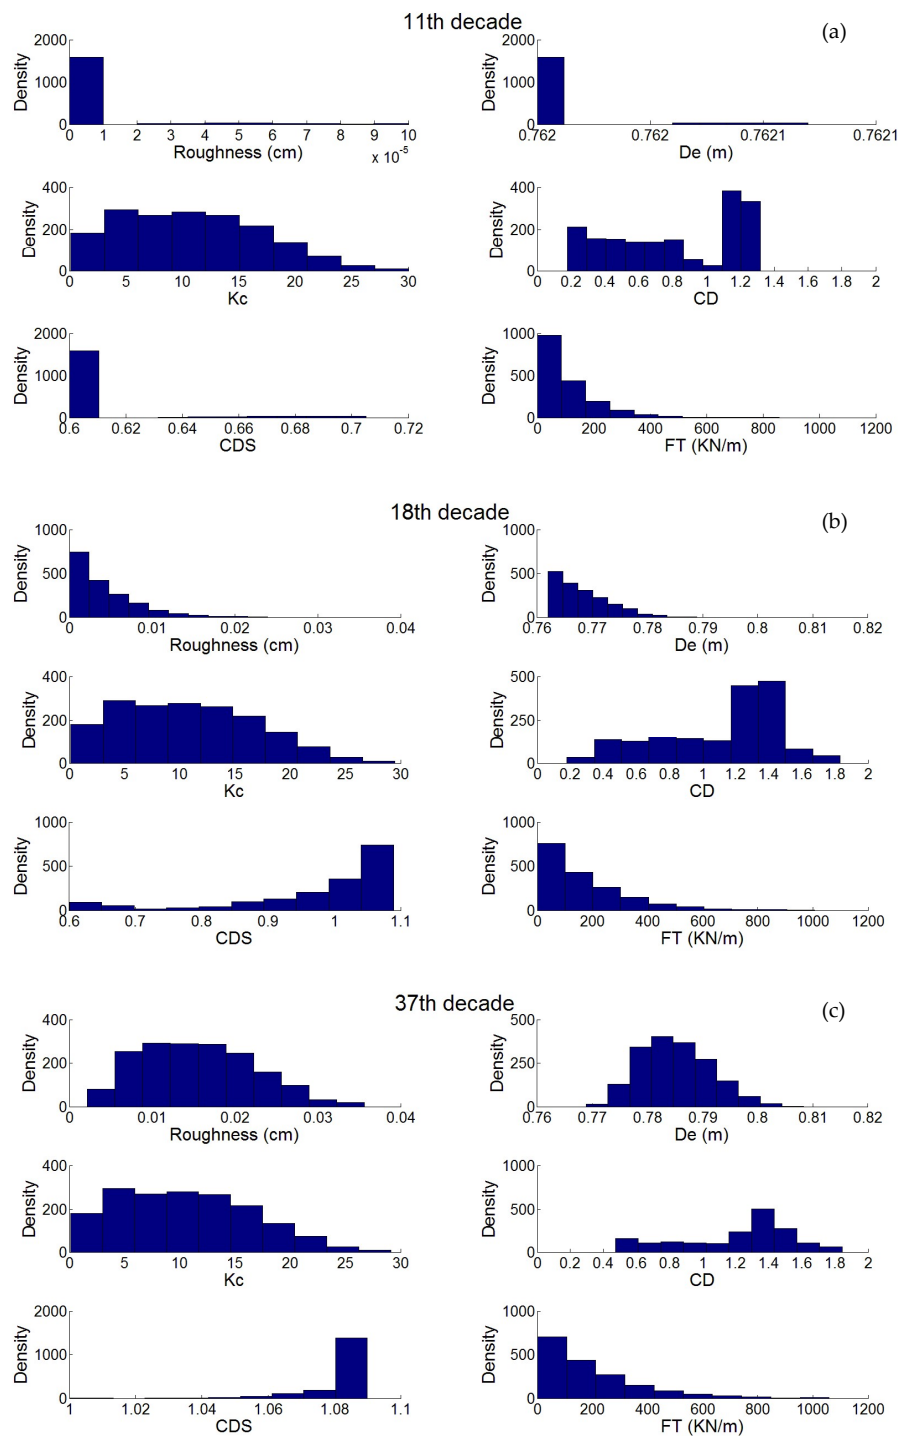 11th decade
(a)
2000
1000
0
Density
0 1 2 3 4 5 6 7 8 9 10
Roughness (cm)
x 10^-5
2000
1000
0
Density
0.762 0.762 0.7621 0.7621
De (m)
400
200
0
Density
0 5 10 15 20 25 30
Kc
400
200
0
Density
0 0.2 0.4 0.6 0.8 1 1.2 1.4 1.6 1.8 2
CD
2000
1000
0
Density
0.6 0.62 0.64 0.66 0.68 0.7 0.72
CDS
1000
500
0
Density
0 200 400 600 800 1000 1200
FT (KN/m)
18th decade
(b)
1000
500
0
Density
0 0.01 0.02 0.03 0.04
Roughness (cm)
1000
500
0
Density
0.76 0.77 0.78 0.79 0.8 0.81 0.82
De (m)
400
200
0
Density
0 5 10 15 20 25 30
Kc
500
250
0
Density
0 0.2 0.4 0.6 0.8 1 1.2 1.4 1.6 1.8 2
CD
1000
500
0
Density
0.6 0.7 0.8 0.9 1 1.1
CDS
1000
500
0
Density
0 200 400 600 800 1000 1200
FT (KN/m)
37th decade
(c)
400
200
0
Density
0 0.01 0.02 0.03 0.04
Roughness (cm)
500
250
0
Density
0.76 0.77 0.78 0.79 0.8 0.81 0.82
De (m)
400
200
0
Density
0 5 10 15 20 25 30
Kc
1000
500
0
Density
0 0.2 0.4 0.6 0.8 1 1.2 1.4 1.6 1.8 2
CD
2000
1000
0
Density
1 1.02 1.04 1.06 1.08 1.1
CDS
1000
500
0
Density
0 200 400 600 800 1000 1200
FT (KN/m)